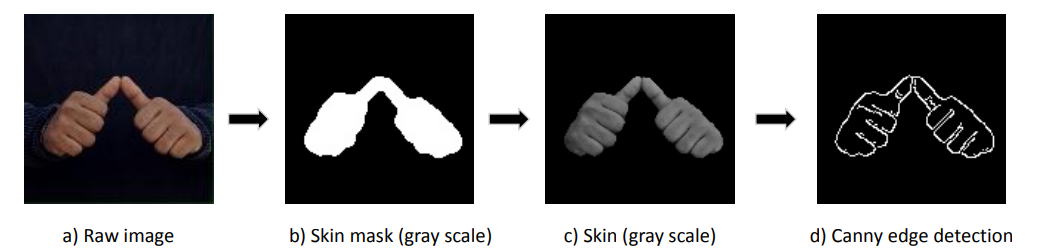 a) Raw image
b) Skin mask (gray scale)
c) Skin (gray scale)
d) Canny edge detection